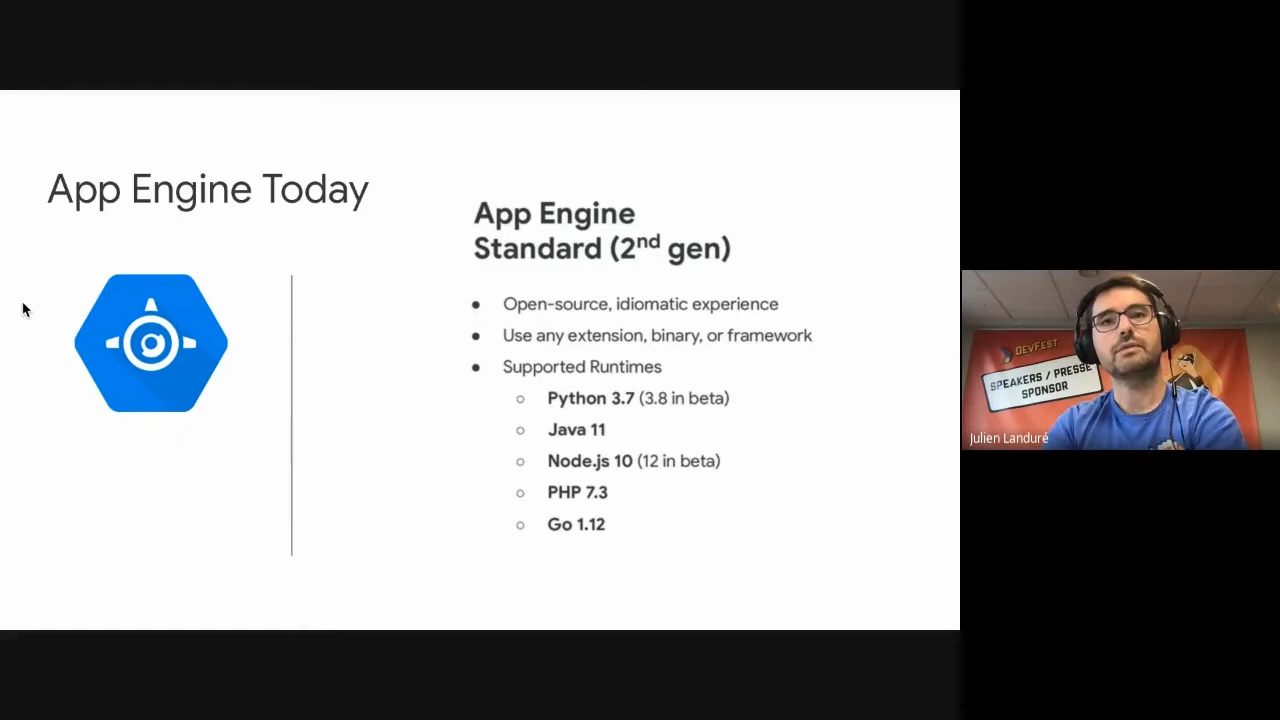 App Engine Today
App Engine
Standard (2nd gen)
● Open-source, idiomatic experience
● Use any extension, binary, or framework
● Supported Runtimes
○ Python 3.7 (3.8 in beta)
○ Java 11
○ Node.js 10 (12 in beta)
○ PHP 7.3
○ Go 1.12
DEVFEST
SPEAKERS / PRESSE
SPONSOR
Julien Landuré